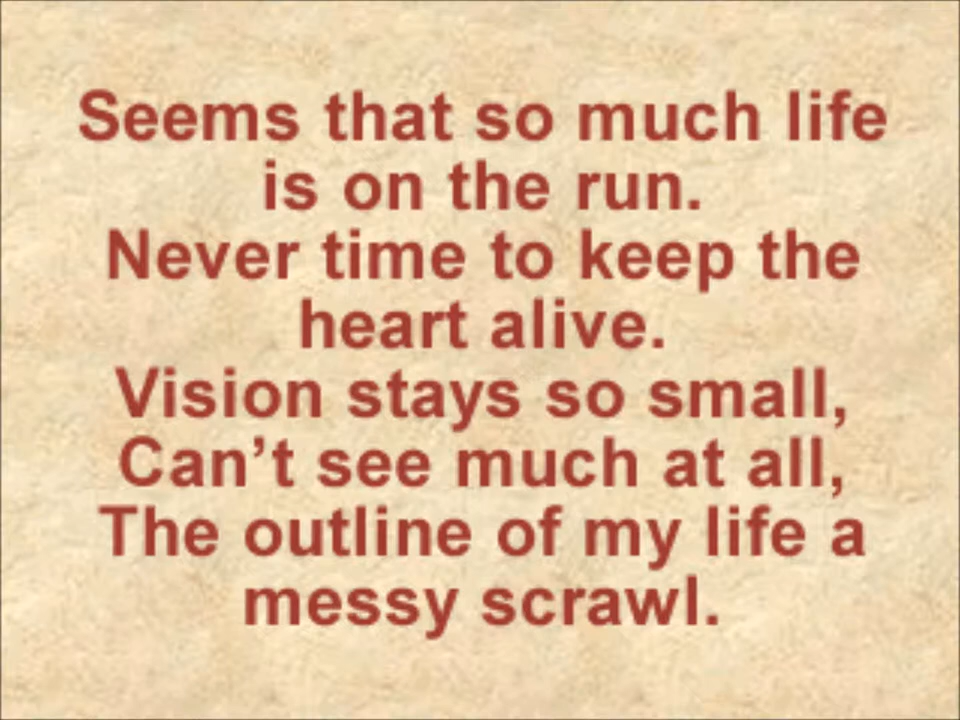 Seems that so much life
is on the run.
Never time to keep the
heart alive.
Vision stays so small,
Can’t see much at all,
The outline of my life a
messy scrawl.